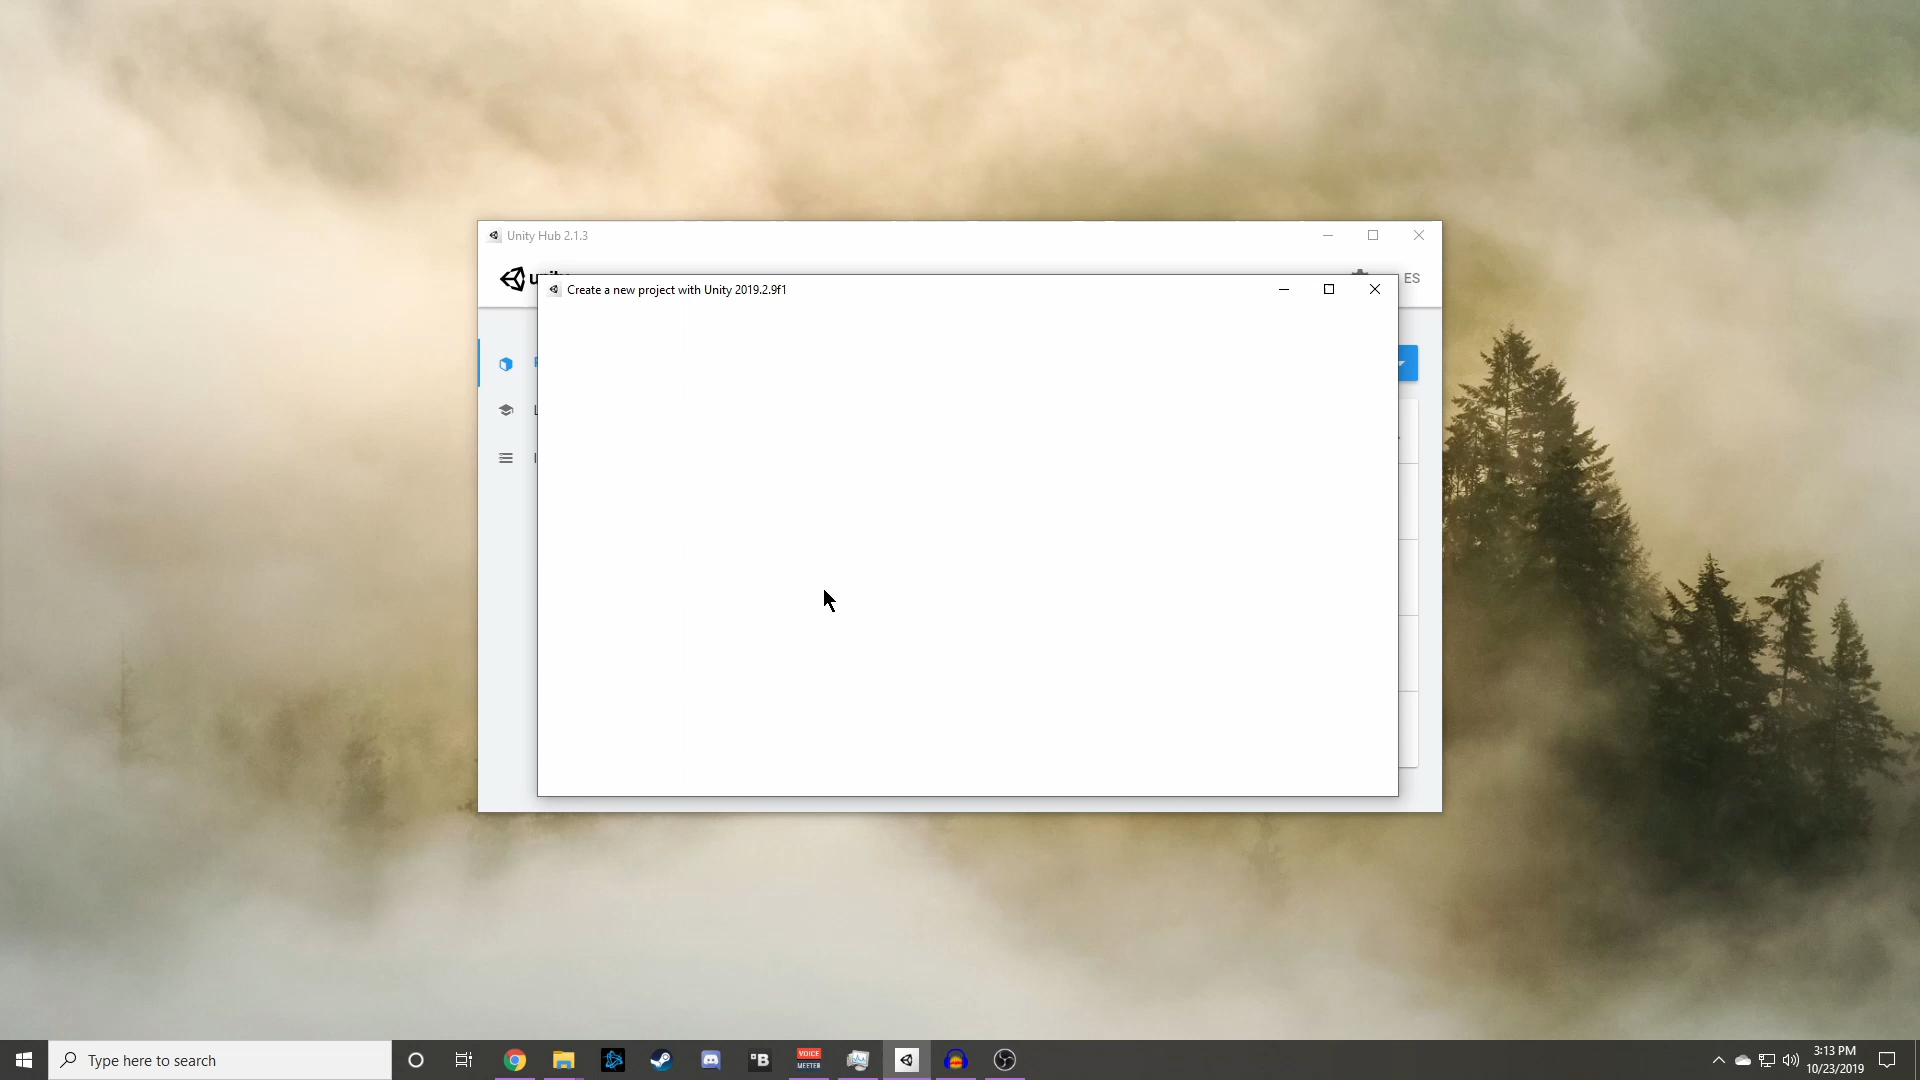 Unity Hub 2.1.3
ES
Create a new project with Unity 2019.2.9f1
Type here to search
B
VOICE
MEETER
3:13 PM
10/23/2019